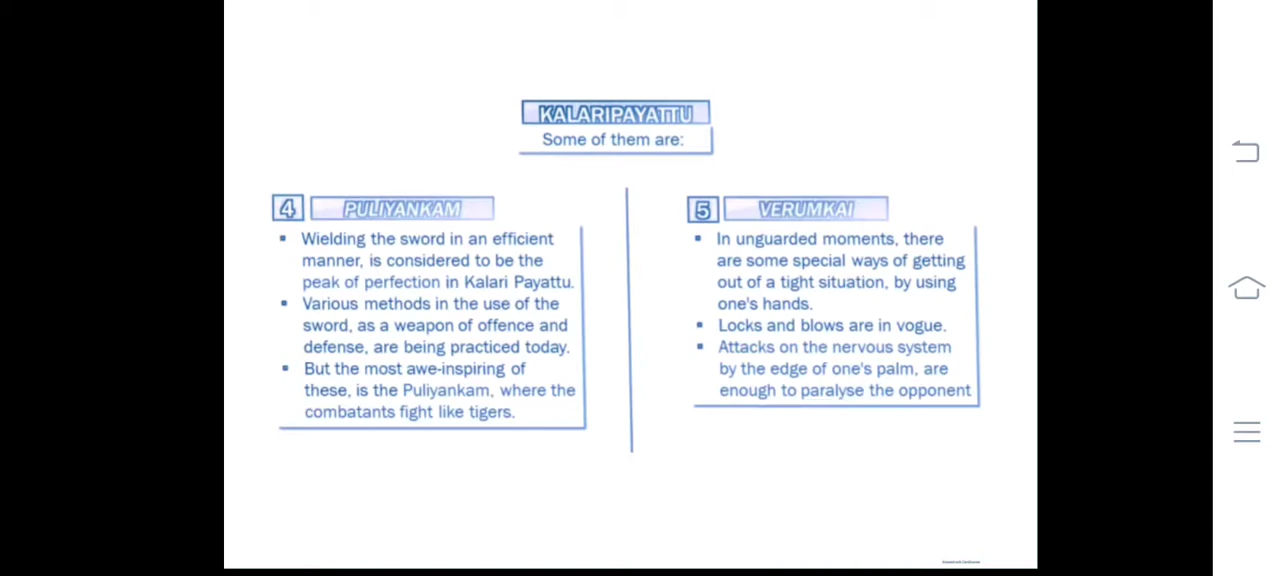 KALARIPAYATTU
Some of them are:
4 PULIYANKAM
▪ Wielding the sword in an efficient
manner, is considered to be the
peak of perfection in Kalari Payattu.
▪ Various methods in the use of the
sword, as a weapon of offence and
defense, are being practiced today.
▪ But the most awe-inspiring of
these, is the Puliyankam, where the
combatants fight like tigers.
5 VERUMKAI
▪ In unguarded moments, there
are some special ways of getting
out of a tight situation, by using
one's hands.
▪ Locks and blows are in vogue.
▪ Attacks on the nervous system
by the edge of one's palm, are
enough to paralyse the opponent